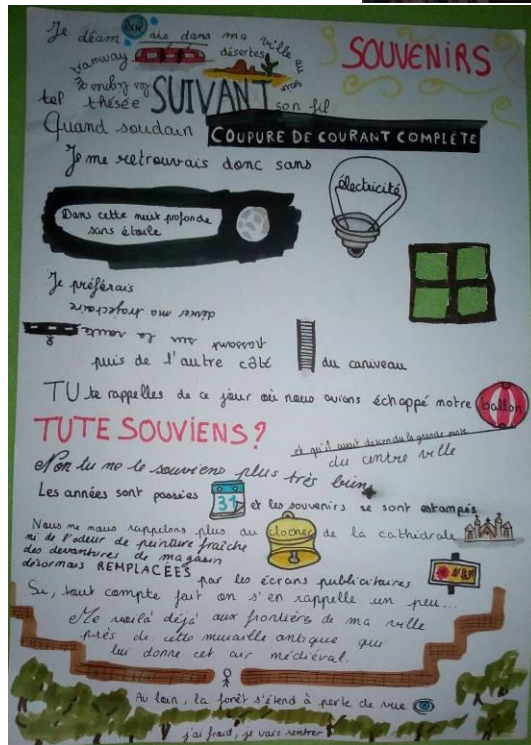 SOUVENIRS
Je déam bul ais dans ma ville au
tramway désertes
tel thésée SUIVANT son fil
Quand soudain COUPURE DE COURANT COMPLÈTE
Je me retrouvais donc sans
électricité
Dans cette nuit profonde
sans étoile
Je préférais
dévier ma trajectoire
passant sur la route
puis de l'autre côté du caniveau
TU te rappelles de ce jour où nous avions échappé notre ballon
TU TE SOUVIENS?
et qu'il avait descendu la grande pente
du centre ville
Non tu ne te souviens plus très bien
Les années sont passées 31 et les souvenirs se sont estompés
Nous ne nous rappelons plus du clocher de la cathédrale
ni de l'odeur de peinture fraîche
des devantures de magasin
désormais REMPLACÉES
par les écrans publicitaires
Si, tout compte fait on s'en rappelle un peu...
Me voilà déjà aux frontières de ma ville
près de cette muraille antique qui
lui donne cet air médiéval.
Au loin, la forêt s'étend à perte de vue
j'ai froid, je vais rentrer